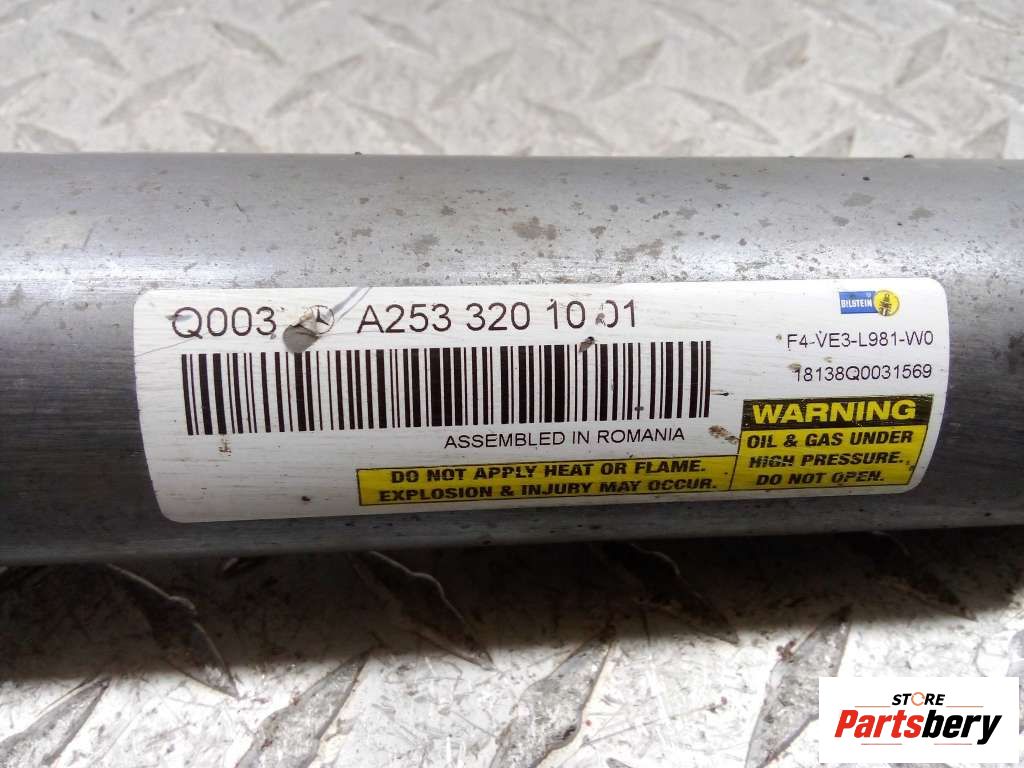 Q003 A253 320 10 01
BILSTEIN
F4-VE3-L981-W0
18138Q0031569
ASSEMBLED IN ROMANIA
DO NOT APPLY HEAT OR FLAME.
EXPLOSION & INJURY MAY OCCUR.
WARNING
OIL & GAS UNDER
HIGH PRESSURE.
DO NOT OPEN.
STORE
Partsbery